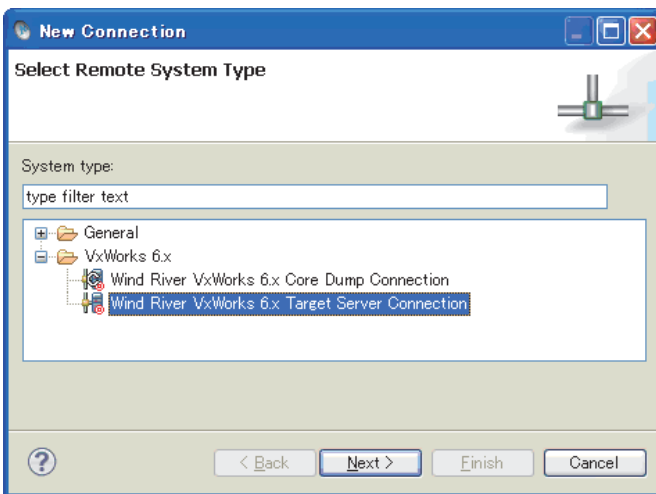 New Connection
Select Remote System Type
System type:
type filter text
General
VxWorks 6.x
Wind River VxWorks 6.x Core Dump Connection
Wind River VxWorks 6.x Target Server Connection
?
< Back Next > Finish Cancel